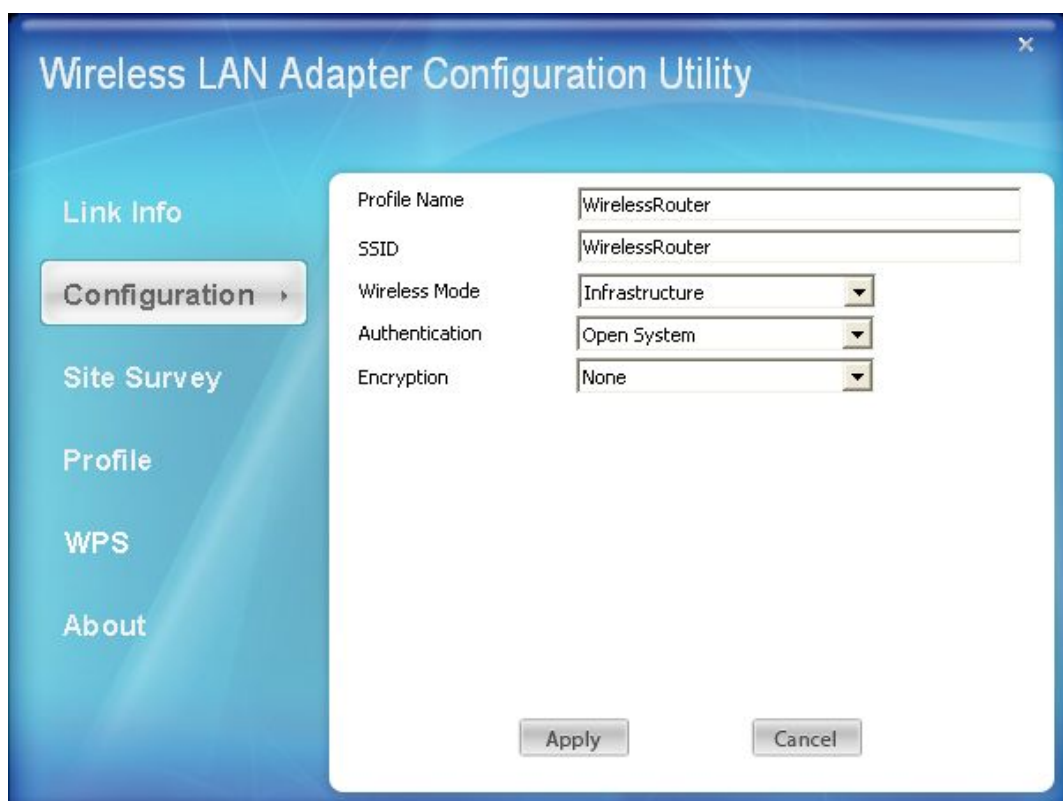 Wireless LAN Adapter Configuration Utility
Link Info
Configuration
Site Survey
Profile
WPS
About
Profile Name WirelessRouter
SSID WirelessRouter
Wireless Mode Infrastructure
Authentication Open System
Encryption None
Apply Cancel